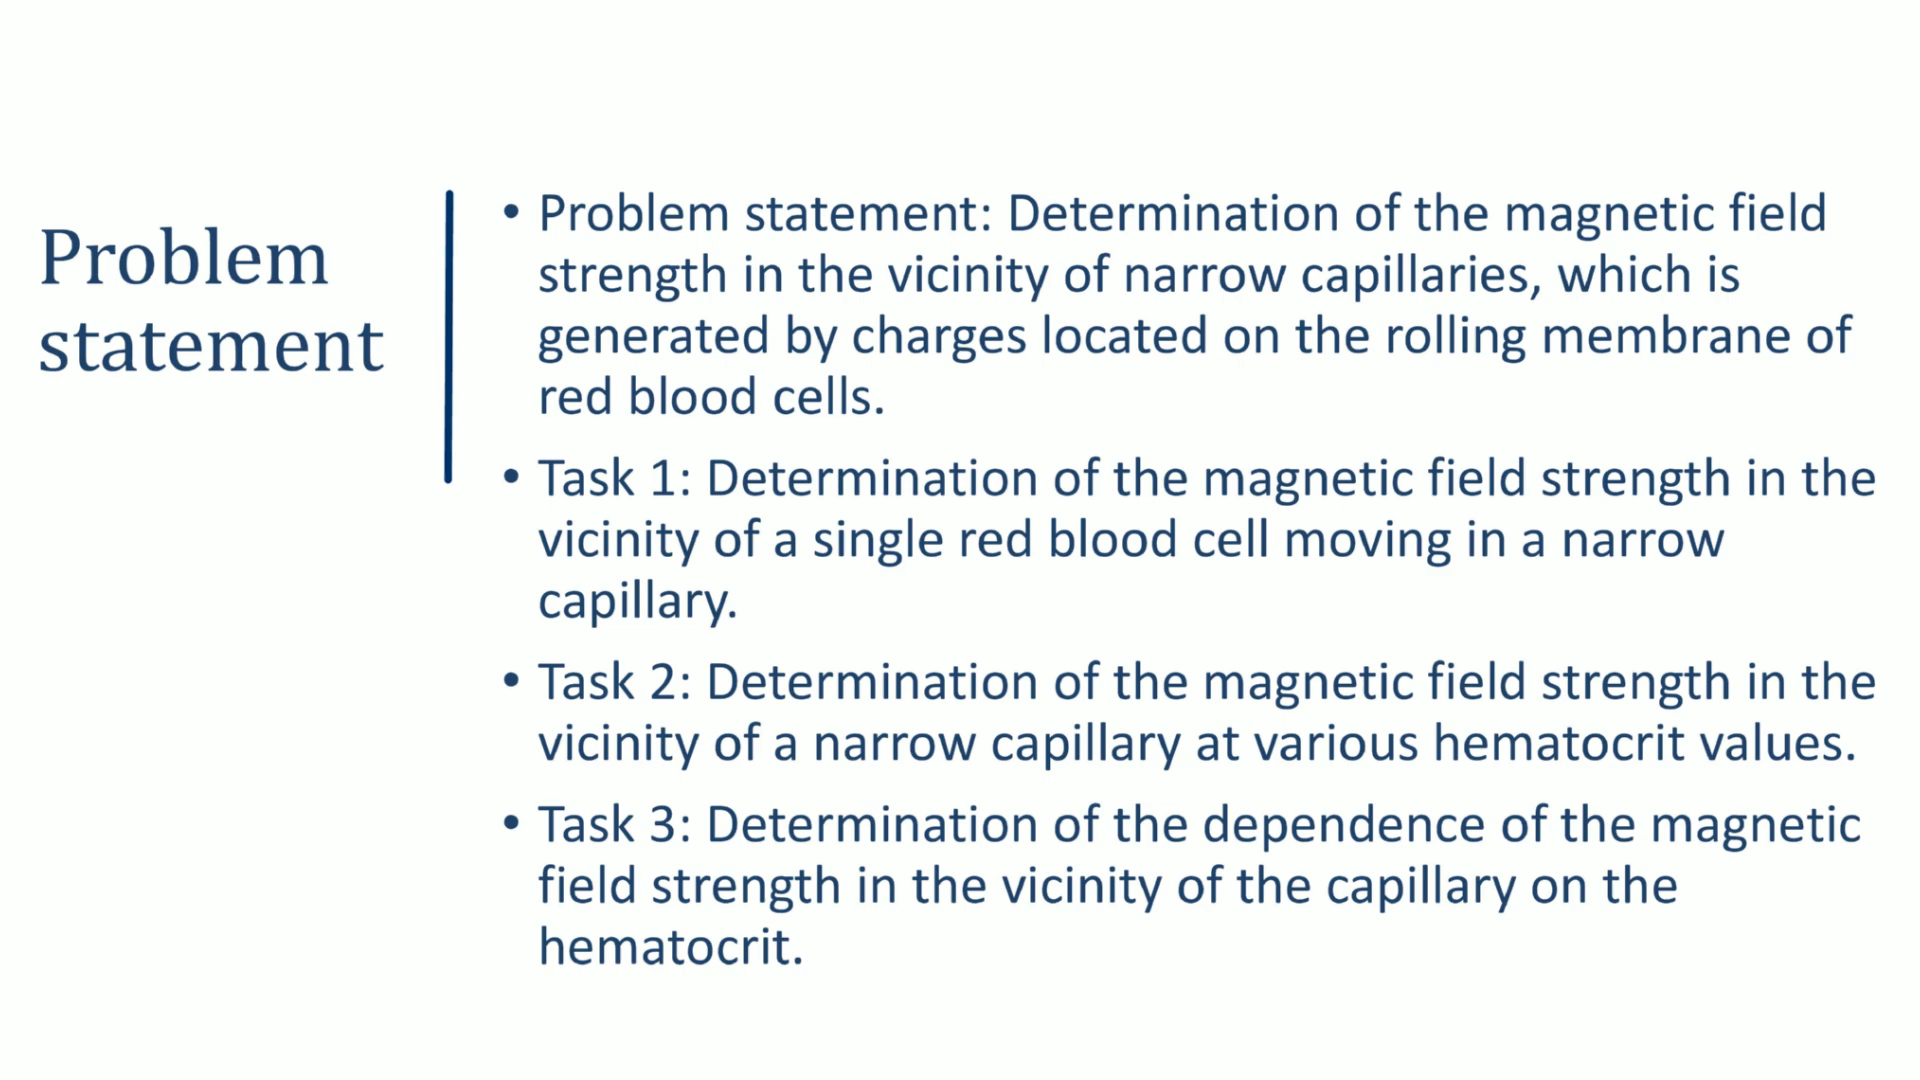 Problem
statement
• Problem statement: Determination of the magnetic field
strength in the vicinity of narrow capillaries, which is
generated by charges located on the rolling membrane of
red blood cells.
• Task 1: Determination of the magnetic field strength in the
vicinity of a single red blood cell moving in a narrow
capillary.
• Task 2: Determination of the magnetic field strength in the
vicinity of a narrow capillary at various hematocrit values.
• Task 3: Determination of the dependence of the magnetic
field strength in the vicinity of the capillary on the
hematocrit.